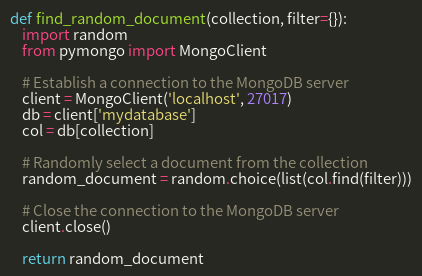 def find_random_document(collection, filter={}):
import random
from pymongo import MongoClient
# Establish a connection to the MongoDB server
client = MongoClient('localhost', 27017)
db = client['mydatabase']
col = db[collection]
# Randomly select a document from the collection
random_document = random.choice(list(col.find(filter)))
# Close the connection to the MongoDB server
client.close()
return random_document